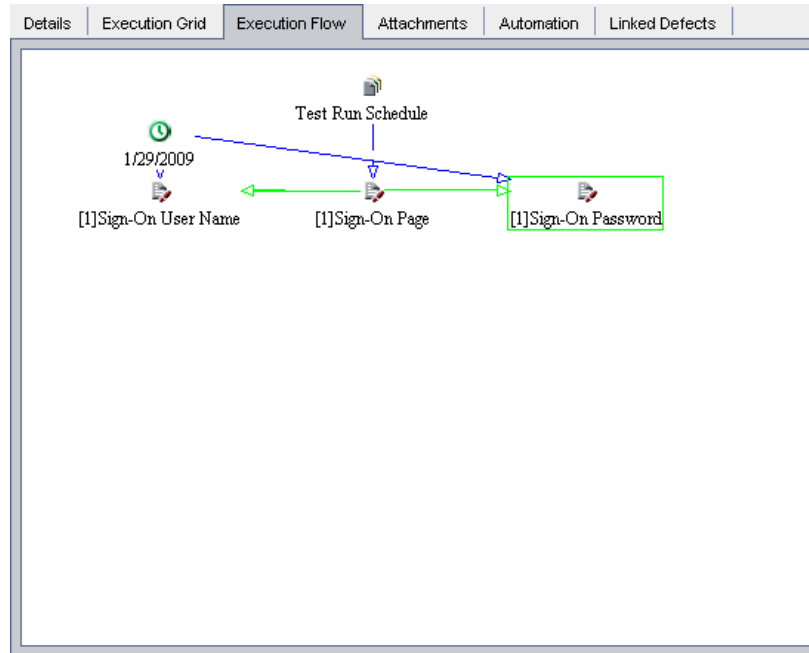 Details Execution Grid Execution Flow Attachments Automation Linked Defects
Test Run Schedule
1/29/2009
[1]Sign-On User Name [1]Sign-On Page [1]Sign-On Password